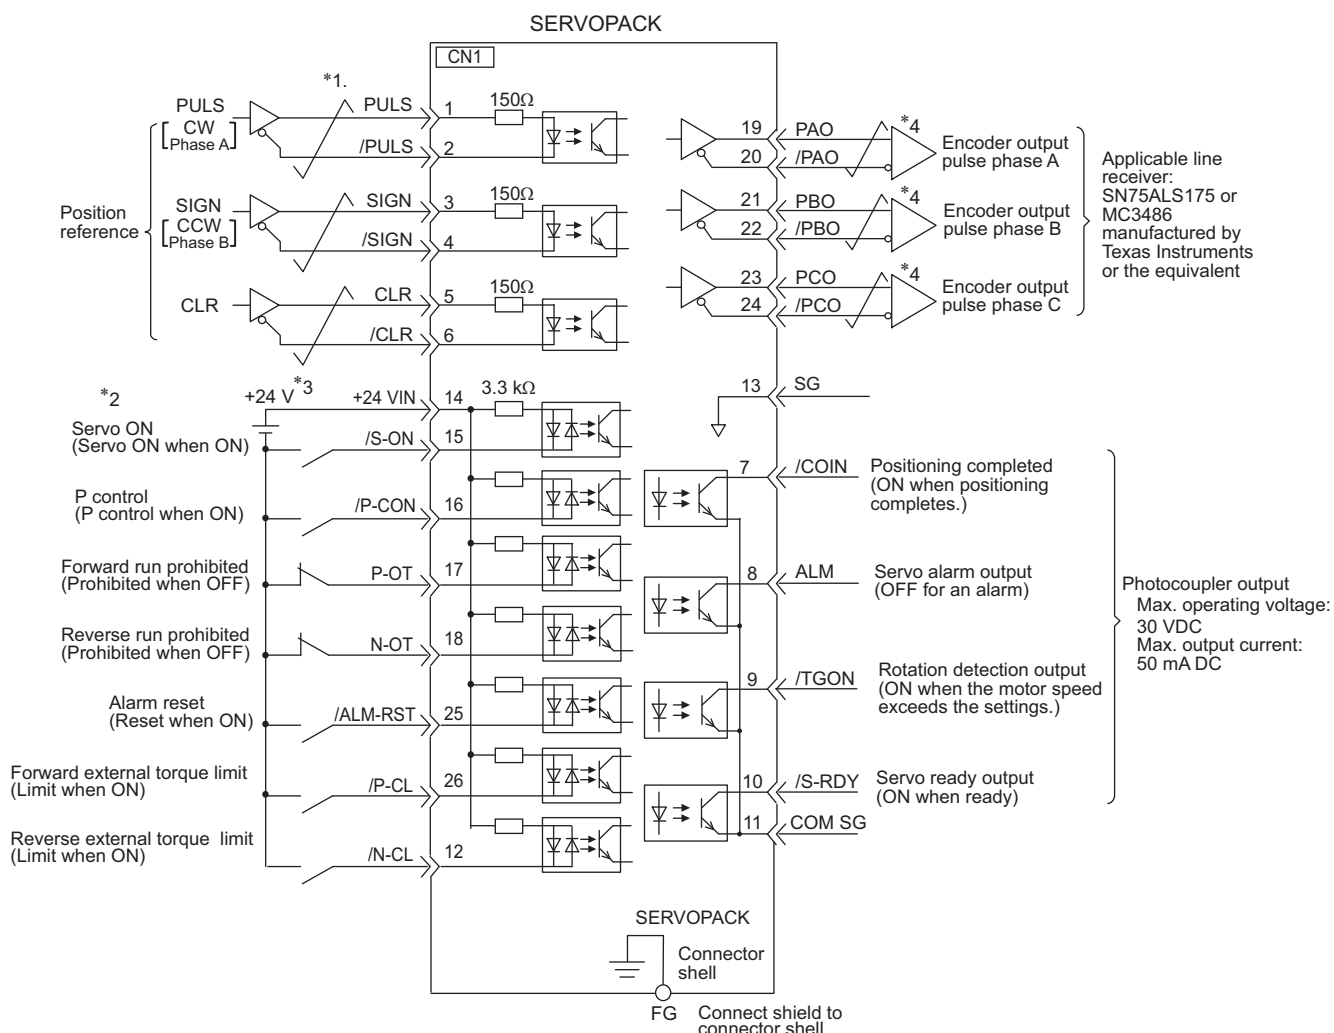 SERVOPACK
CN1
*1.
PULS
CW
Phase A
PULS
1
150Ω
/PULS
2
Position
reference
SIGN
CCW
Phase B
SIGN
3
150Ω
/SIGN
4
CLR
CLR
5
150Ω
/CLR
6
19
PAO
*4
20
/PAO
Encoder output
pulse phase A
21
PBO
*4
22
/PBO
Encoder output
pulse phase B
23
PCO
*4
24
/PCO
Encoder output
pulse phase C
Applicable line
receiver:
SN75ALS175 or
MC3486
manufactured by
Texas Instruments
or the equivalent
*2
+24 V
*3
+24 VIN
14
3.3 kΩ
13
SG
Servo ON
(Servo ON when ON)
/S-ON
15
P control
(P control when ON)
/P-CON
16
Forward run prohibited
(Prohibited when OFF)
P-OT
17
Reverse run prohibited
(Prohibited when OFF)
N-OT
18
Alarm reset
(Reset when ON)
/ALM-RST
25
Forward external torque limit
(Limit when ON)
/P-CL
26
Reverse external torque limit
(Limit when ON)
/N-CL
12
7
/COIN
Positioning completed
(ON when positioning
completes.)
8
ALM
Servo alarm output
(OFF for an alarm)
9
/TGON
Rotation detection output
(ON when the motor speed
exceeds the settings.)
10
/S-RDY
Servo ready output
(ON when ready)
11
COM SG
Photocoupler output
Max. operating voltage:
30 VDC
Max. output current:
50 mA DC
SERVOPACK
Connector
shell
FG
Connect shield to
connector shell